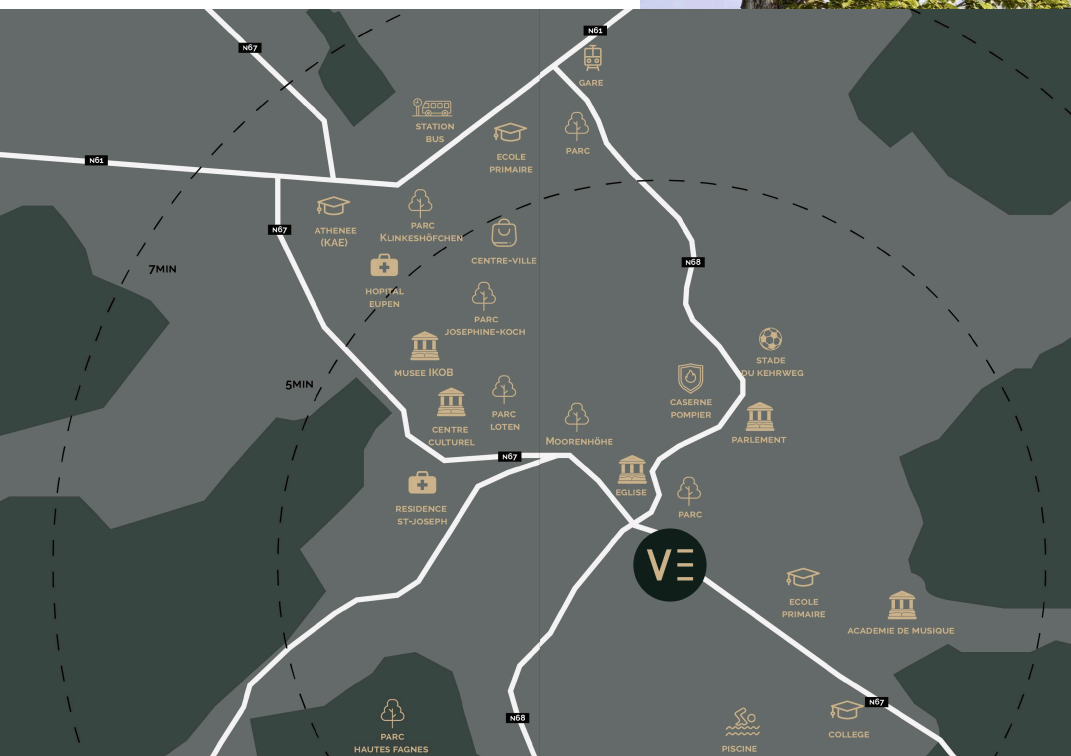 N61
N67
GARE
STATION
BUS
ECOLE
PRIMAIRE
PARC
N61
ATHENEE
(KAE)
N67
PARC
KLINKESHÖFCHEN
CENTRE-VILLE
N68
7MIN
HOPITAL
EUPEN
PARC
JOSEPHINE-KOCH
STADE
DU KEHRWEG
MUSEE IKOB
5MIN
CASERNE
POMPIER
PARC
LOTEN
CENTRE
CULTUREL
MOORENHÖHE
PARLEMENT
N67
EGLISE
RESIDENCE
ST-JOSEPH
PARC
VE
ECOLE
PRIMAIRE
ACADEMIE DE MUSIQUE
N67
N68
COLLEGE
PARC
HAUTES FAGNES
PISCINE